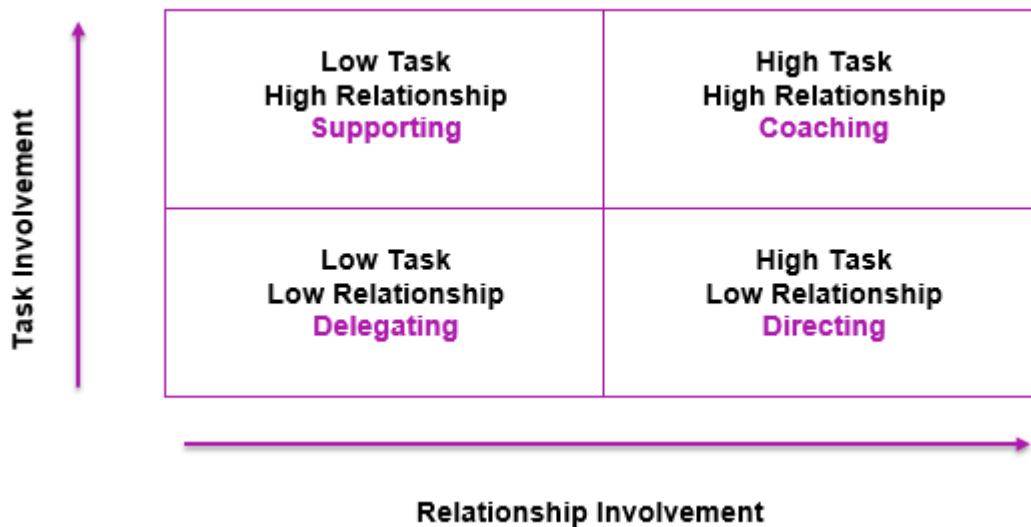 Low Task
High Relationship
Supporting
High Task
High Relationship
Coaching
Task Involvement
Low Task
Low Relationship
Delegating
High Task
Low Relationship
Directing
Relationship Involvement